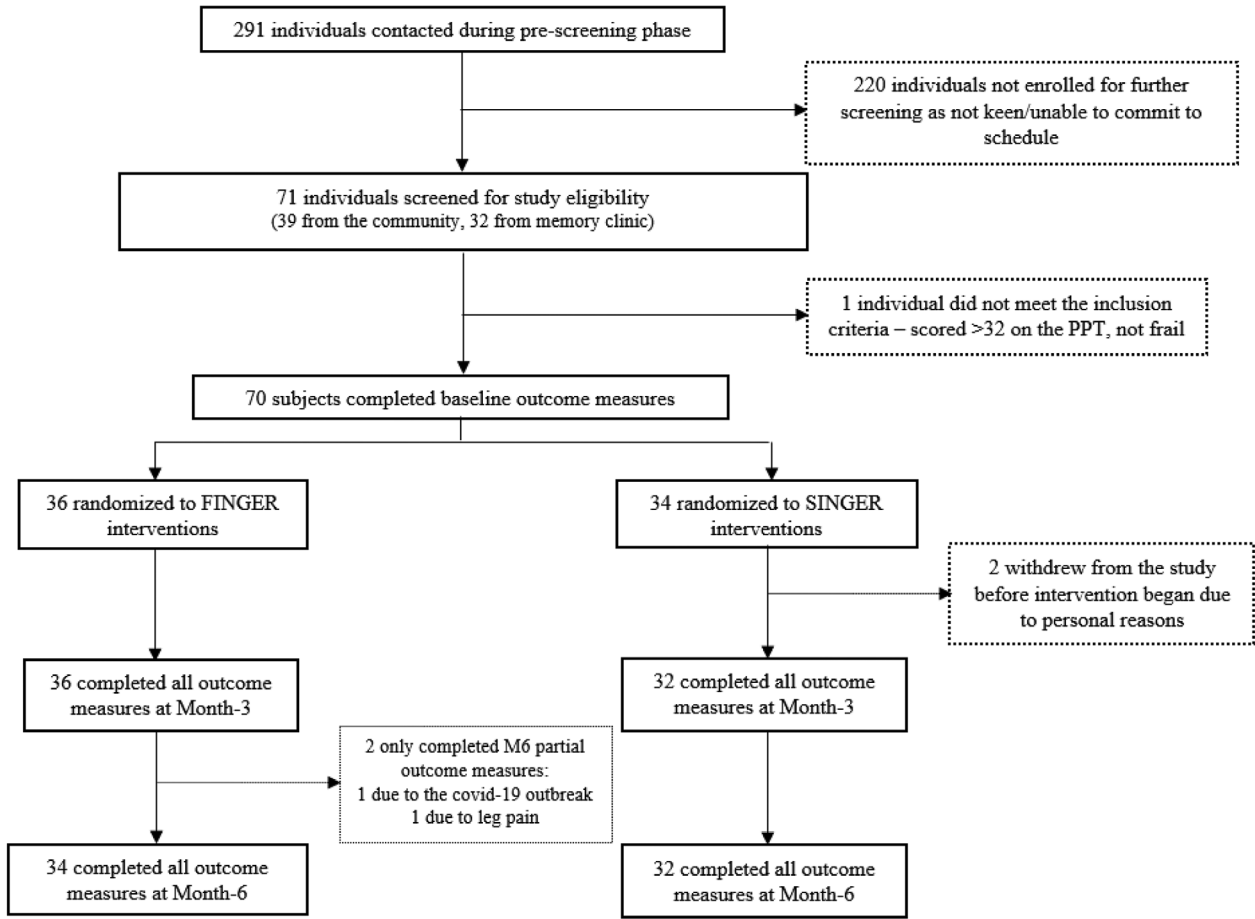 291 individuals contacted during pre-screening phase
220 individuals not enrolled for further
screening as not keen/unable to commit to
schedule
71 individuals screened for study eligibility
(39 from the community, 32 from memory clinic)
1 individual did not meet the inclusion
criteria – scored >32 on the PPT, not frail
70 subjects completed baseline outcome measures
36 randomized to FINGER
interventions
34 randomized to SINGER
interventions
2 withdrew from the study
before intervention began due
to personal reasons
36 completed all outcome
measures at Month-3
32 completed all outcome
measures at Month-3
2 only completed M6 partial
outcome measures:
1 due to the covid-19 outbreak
1 due to leg pain
34 completed all outcome
measures at Month-6
32 completed all outcome
measures at Month-6